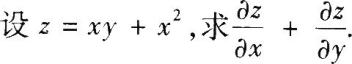 设 z = xy + x², 求 ∂z/∂x + ∂z/∂y.